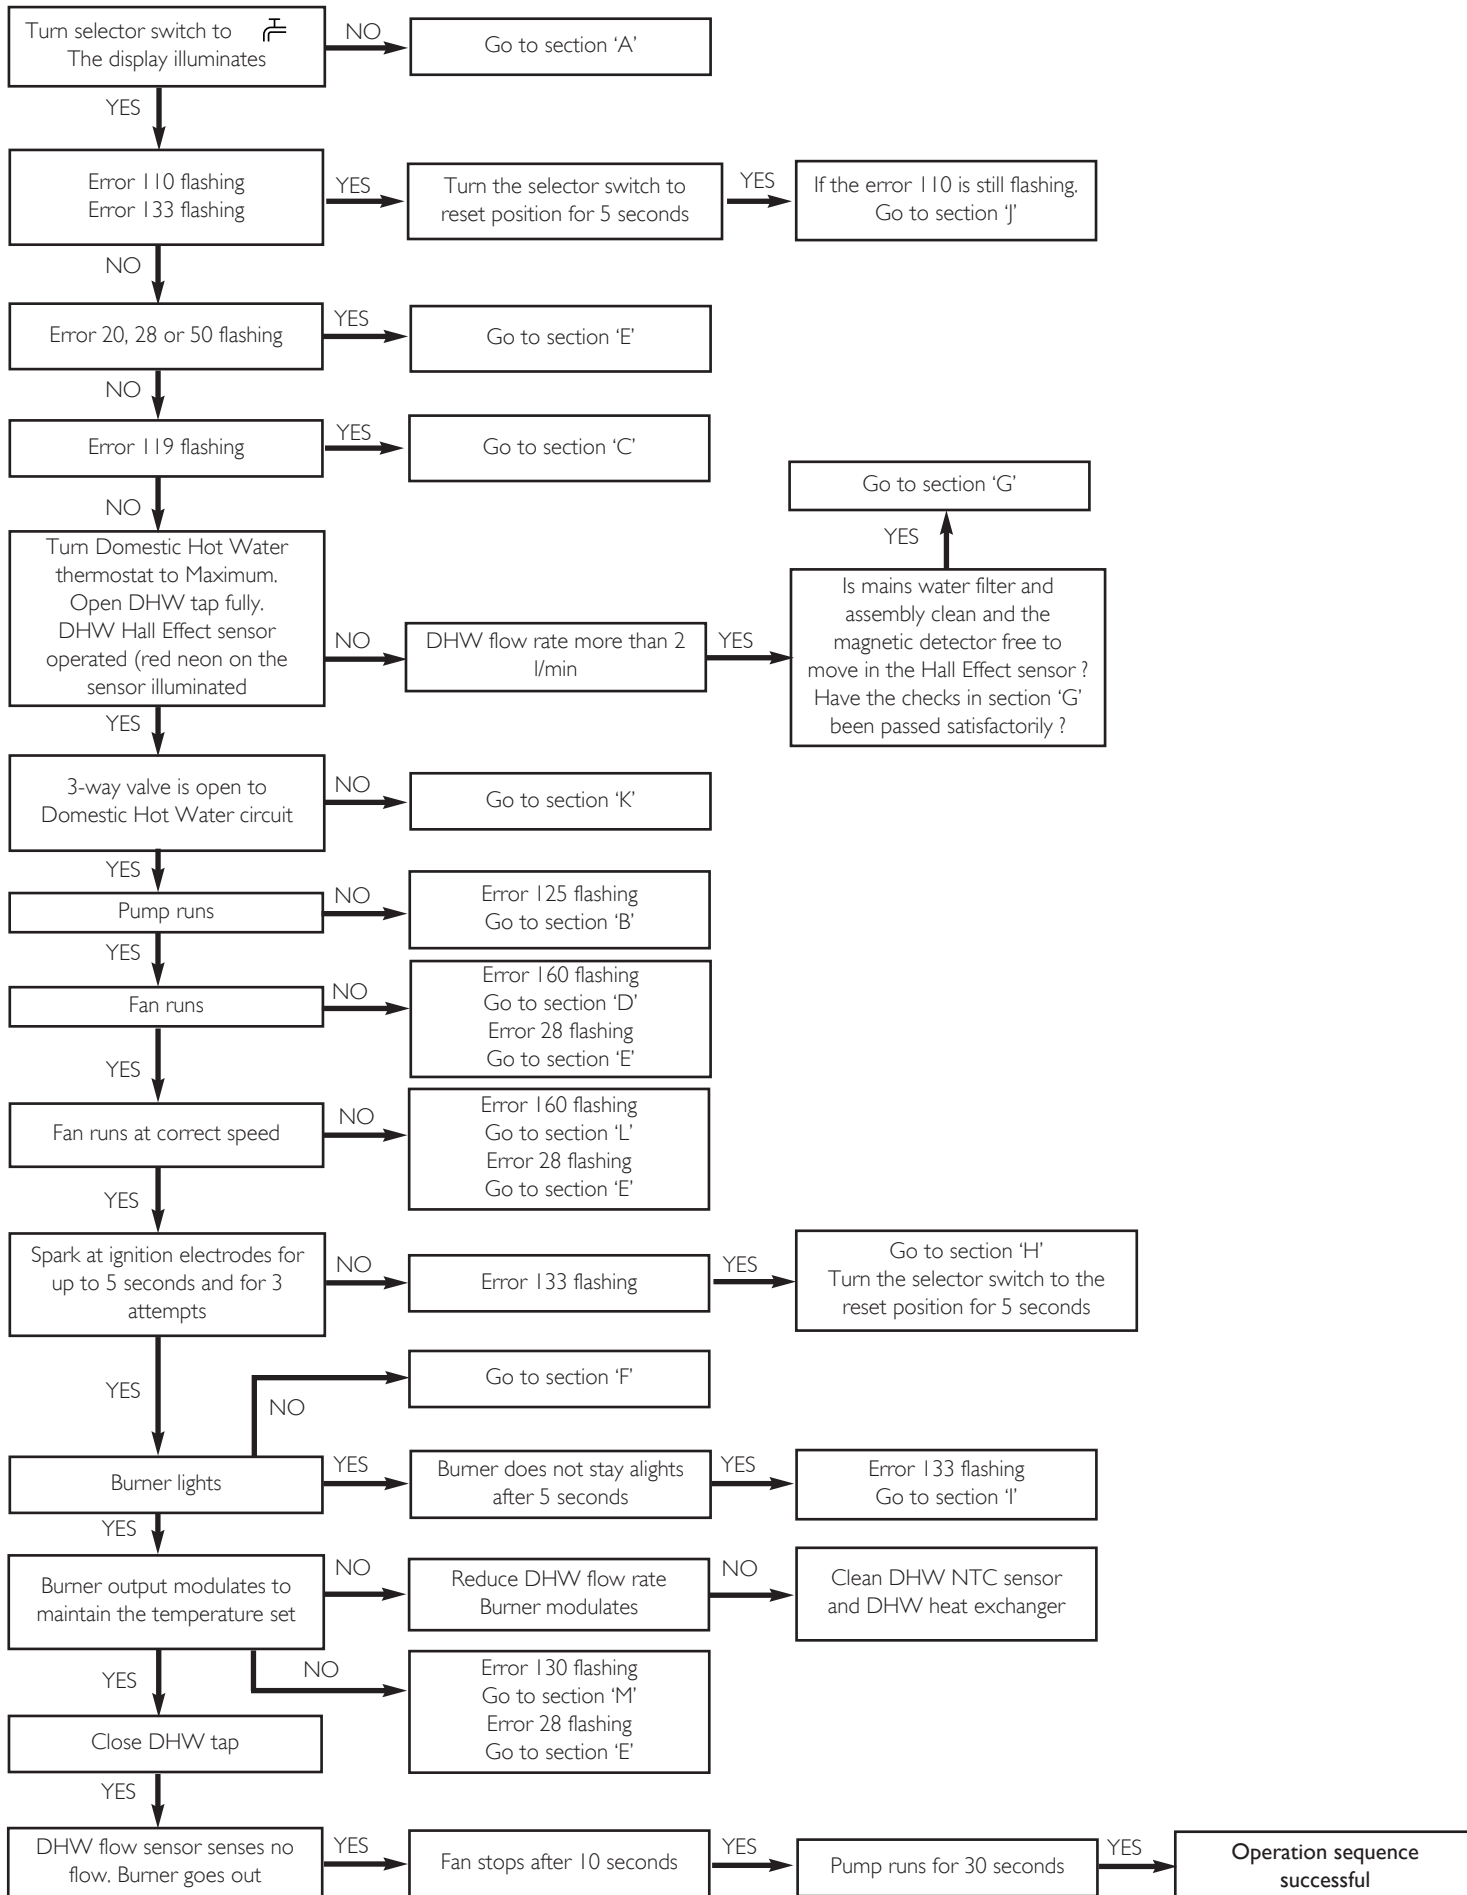 Turn selector switch to
The display illuminates
NO
Go to section ‘A’
YES
Error 110 flashing
Error 133 flashing
YES
Turn the selector switch to
reset position for 5 seconds
YES
If the error 110 is still flashing.
Go to section ‘J’
NO
Error 20, 28 or 50 flashing
YES
Go to section ‘E’
NO
Error 119 flashing
YES
Go to section ‘C’
NO
Turn Domestic Hot Water
thermostat to Maximum.
Open DHW tap fully.
DHW Hall Effect sensor
operated (red neon on the
sensor illuminated
NO
DHW flow rate more than 2
l/min
YES
Is mains water filter and
assembly clean and the
magnetic detector free to
move in the Hall Effect sensor ?
Have the checks in section ‘G’
been passed satisfactorily ?
YES
Go to section ‘G’
YES
3-way valve is open to
Domestic Hot Water circuit
NO
Go to section ‘K’
YES
Pump runs
NO
Error 125 flashing
Go to section ‘B’
YES
Fan runs
NO
Error 160 flashing
Go to section ‘D’
Error 28 flashing
Go to section ‘E’
YES
Fan runs at correct speed
NO
Error 160 flashing
Go to section ‘L’
Error 28 flashing
Go to section ‘E’
YES
Spark at ignition electrodes for
up to 5 seconds and for 3
attempts
NO
Error 133 flashing
YES
Go to section ‘H’
Turn the selector switch to the
reset position for 5 seconds
YES
NO
Go to section ‘F’
Burner lights
YES
Burner does not stay alights
after 5 seconds
YES
Error 133 flashing
Go to section ‘I’
YES
Burner output modulates to
maintain the temperature set
NO
Reduce DHW flow rate
Burner modulates
NO
Clean DHW NTC sensor
and DHW heat exchanger
NO
Error 130 flashing
Go to section ‘M’
Error 28 flashing
Go to section ‘E’
YES
Close DHW tap
YES
DHW flow sensor senses no
flow. Burner goes out
YES
Fan stops after 10 seconds
YES
Pump runs for 30 seconds
YES
Operation sequence
successful